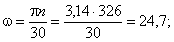 ω = πn/30 = 3,14·326/30 = 24,7;